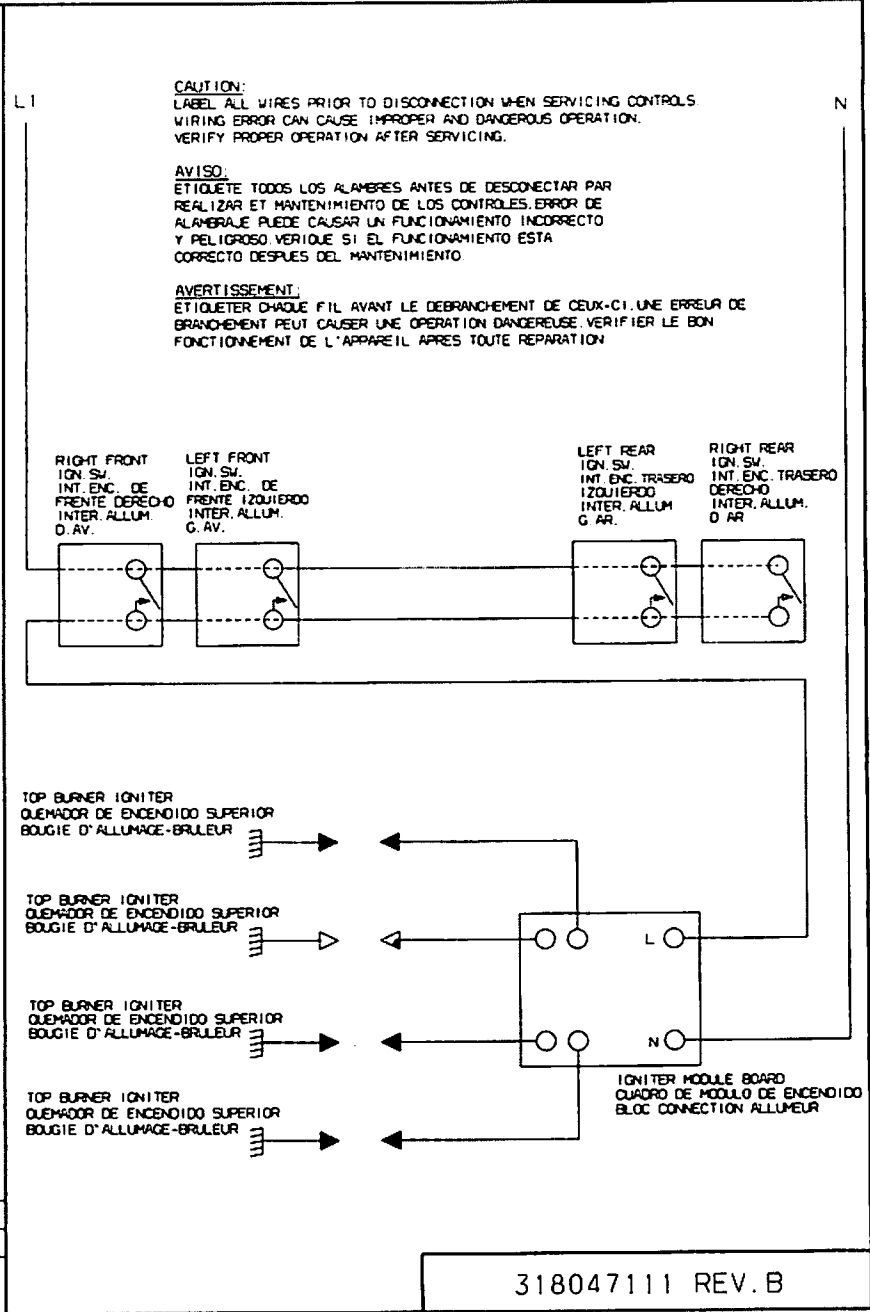 L1
N
CAUTION:
LABEL ALL WIRES PRIOR TO DISCONNECTION WHEN SERVICING CONTROLS
WIRING ERROR CAN CAUSE IMPROPER AND DANGEROUS OPERATION.
VERIFY PROPER OPERATION AFTER SERVICING.
AVISO:
ETIQUETE TODOS LOS ALAMBRES ANTES DE DESCONECTAR PAR
REALIZAR ET MANTENIMIENTO DE LOS CONTROLES. ERROR DE
ALAMBRAJE PUEDE CAUSAR UN FUNCIONAMIENTO INCORRECTO
Y PELIGROSO. VERIQUE SI EL FUNCIONAMIENTO ESTA
CORRECTO DESPUES DEL MANTENIMIENTO
AVERTISSEMENT:
ETIQUETER CHAQUE FIL AVANT LE DEBRANCHEMENT DE CEUX-CI. UNE ERREUR DE
BRANCHEMENT PEUT CAUSER UNE OPERATION DANGEREUSE. VERIFIER LE BON
FONCTIONNEMENT DE L'APPAREIL APRES TOUTE REPARATION
RIGHT FRONT
IGN. SW.
INT. ENC. DE
FRENTE DERECHO
INTER. ALLUM.
D. AV.
LEFT FRONT
IGN. SW.
INT. ENC. DE
FRENTE IZQUIERDO
INTER. ALLUM.
G. AV.
LEFT REAR
IGN. SW.
INT. ENC. TRASERO
IZQUIERDO
INTER. ALLUM
G. AR.
RIGHT REAR
IGN. SW.
INT. ENC. TRASERO
DERECHO
INTER. ALLUM.
D AR
TOP BURNER IGNITER
QUEMADOR DE ENCENDIDO SUPERIOR
BOUGIE D'ALLUMAGE-BRULEUR
TOP BURNER IGNITER
QUEMADOR DE ENCENDIDO SUPERIOR
BOUGIE D'ALLUMAGE-BRULEUR
L
TOP BURNER IGNITER
QUEMADOR DE ENCENDIDO SUPERIOR
BOUGIE D'ALLUMAGE-BRULEUR
N
IGNITER MODULE BOARD
CUADRO DE MODULO DE ENCENDIDO
BLOC CONNECTION ALLUMEUR
TOP BURNER IGNITER
QUEMADOR DE ENCENDIDO SUPERIOR
BOUGIE D'ALLUMAGE-BRULEUR
318047111 REV. B